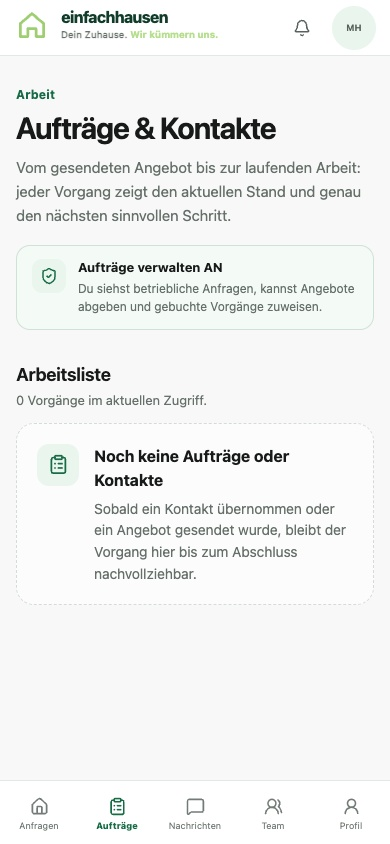 einfachhausen
Dein Zuhause. Wir kümmern uns.
MH
Arbeit
Aufträge & Kontakte
Vom gesendeten Angebot bis zur laufenden Arbeit:
jeder Vorgang zeigt den aktuellen Stand und genau
den nächsten sinnvollen Schritt.
Aufträge verwalten AN
Du siehst betriebliche Anfragen, kannst Angebote
abgeben und gebuchte Vorgänge zuweisen.
Arbeitsliste
0 Vorgänge im aktuellen Zugriff.
Noch keine Aufträge oder
Kontakte
Sobald ein Kontakt übernommen oder
ein Angebot gesendet wurde, bleibt der
Vorgang hier bis zum Abschluss
nachvollziehbar.
Anfragen
Aufträge
Nachrichten
Team
Profil